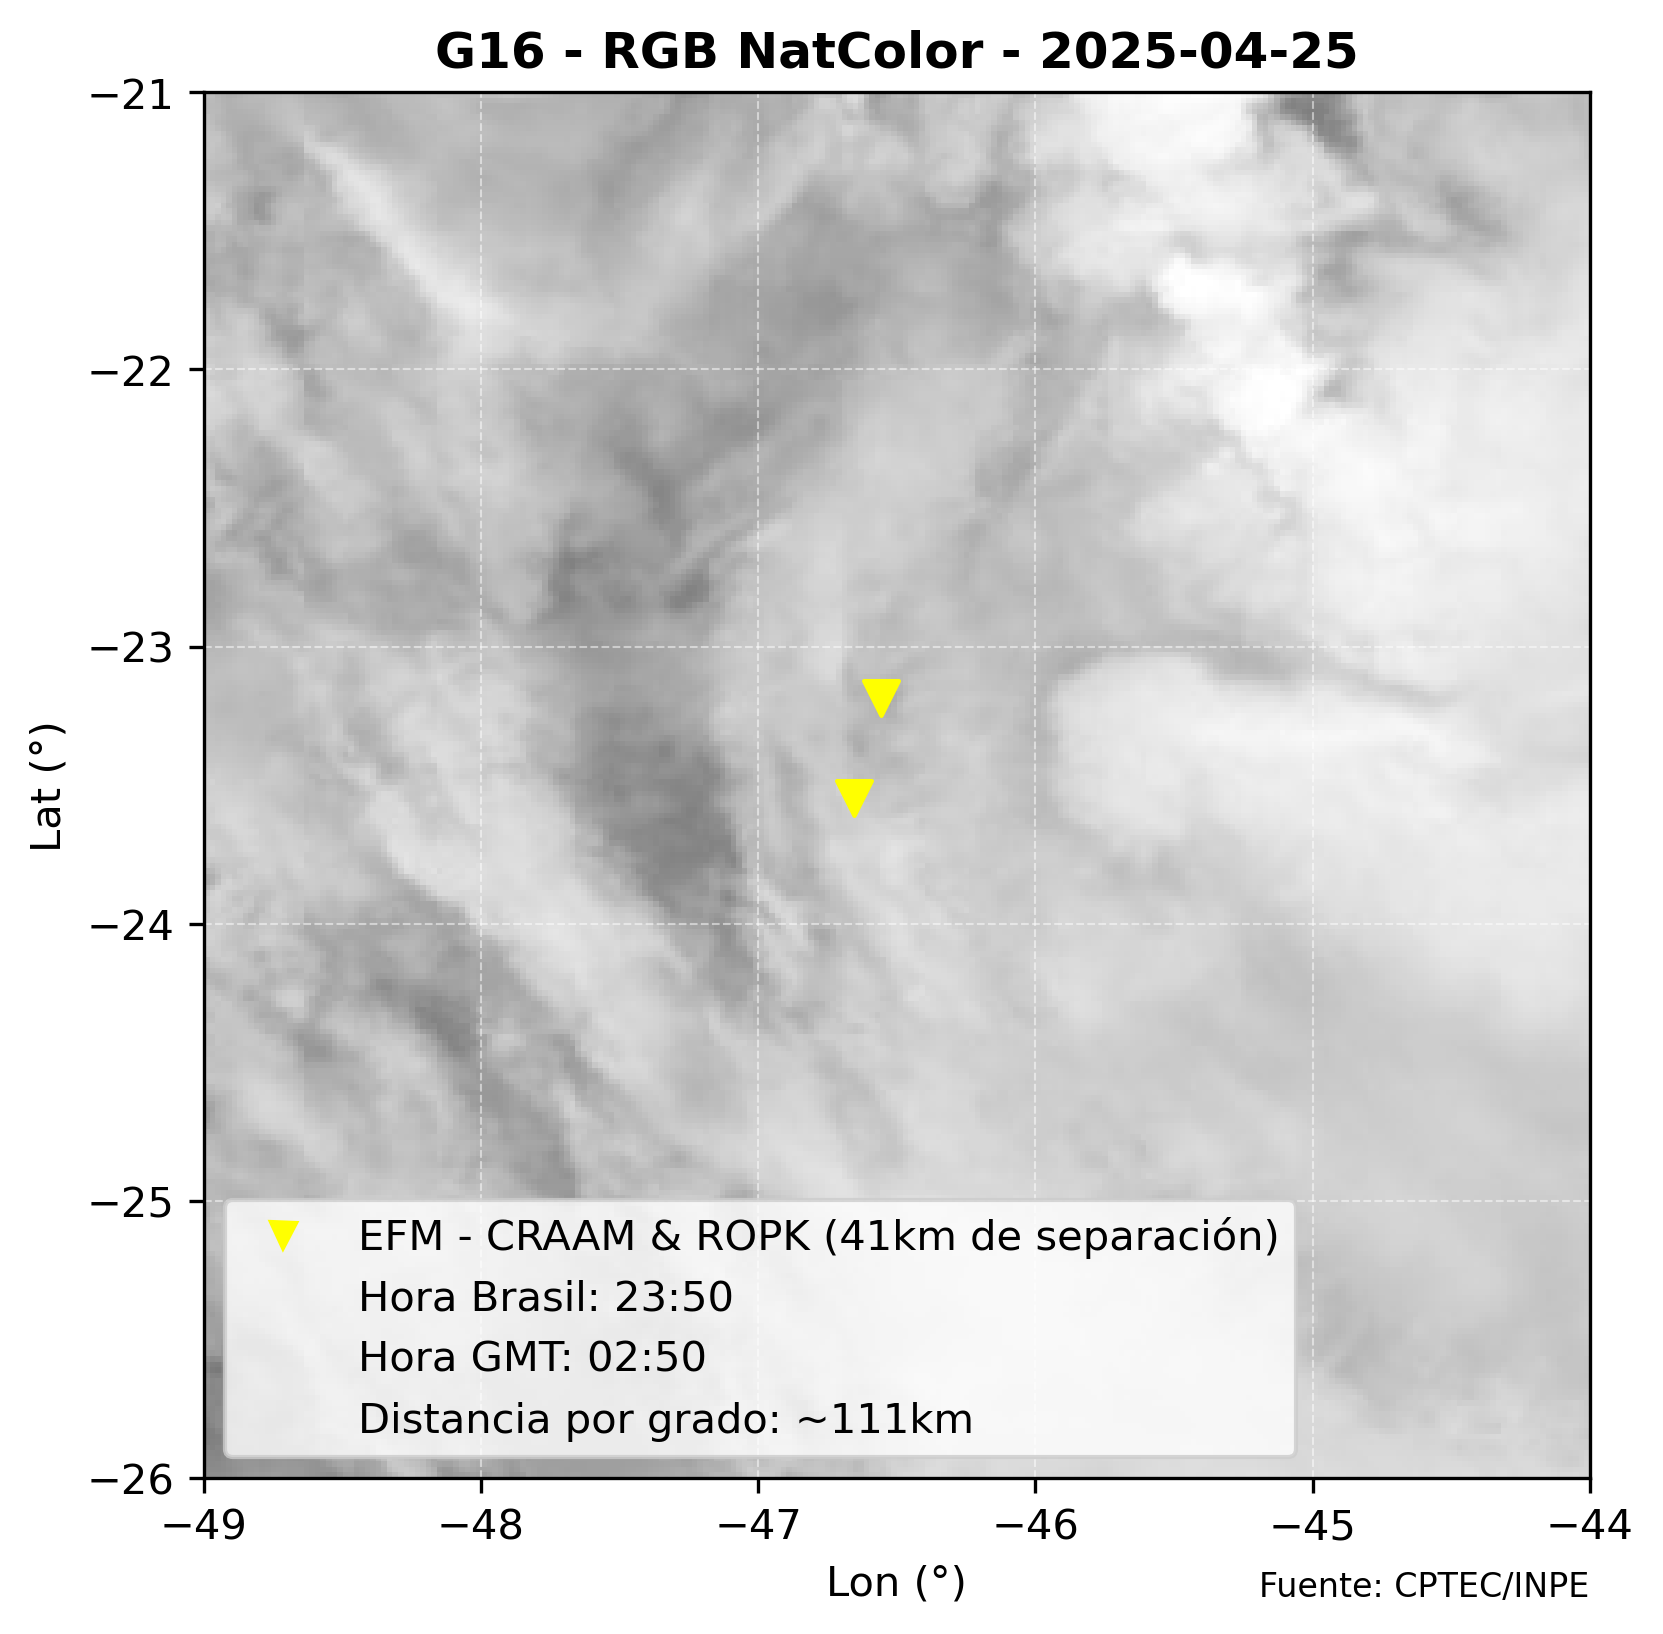 G16 - RGB NatColor - 2025-04-25
−21
−22
−23
−24
−25
−26
Lat (°)
EFM - CRAAM & ROPK (41km de separación)
Hora Brasil: 23:50
Hora GMT: 02:50
Distancia por grado: ~111km
−49 −48 −47 −46 −45 −44
Lon (°)
Fuente: CPTEC/INPE